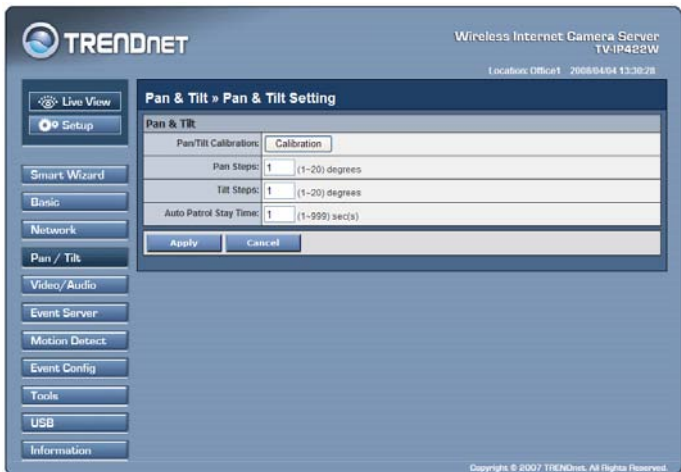 TRENDNET
Wireless Internet Camera Server
TV-IP422W
Location: Office1 2008/04/04 13:30:28
Live View
Setup
Smart Wizard
Basic
Network
Pan / Tilt
Video/Audio
Event Server
Motion Detect
Event Config
Tools
USB
Information
Pan & Tilt » Pan & Tilt Setting
Pan & Tilt
Pan/Tilt Calibration: Calibration
Pan Steps: 1 (1~20) degrees
Tilt Steps: 1 (1~20) degrees
Auto Patrol Stay Time: 1 (1~999) sec(s)
Apply Cancel
Copyright © 2007 TRENDnet. All Rights Reserved.